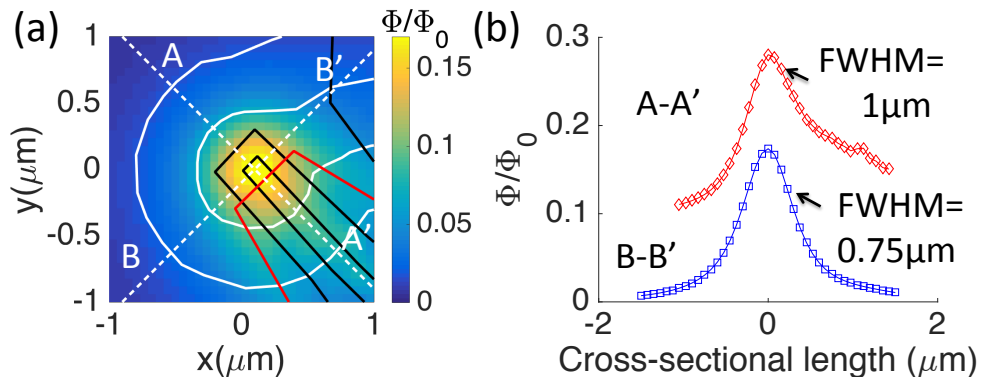 (a)
Φ/Φ0
1
0.5
0
-0.5
-1
y(μm)
A
B'
B
A'
-1
0
1
x(μm)
0.15
0.1
0.05
0
(b)
0.3
0.2
0.1
0
Φ/Φ0
A-A'
FWHM=
1μm
B-B'
FWHM=
0.75μm
-2
0
2
Cross-sectional length (μm)